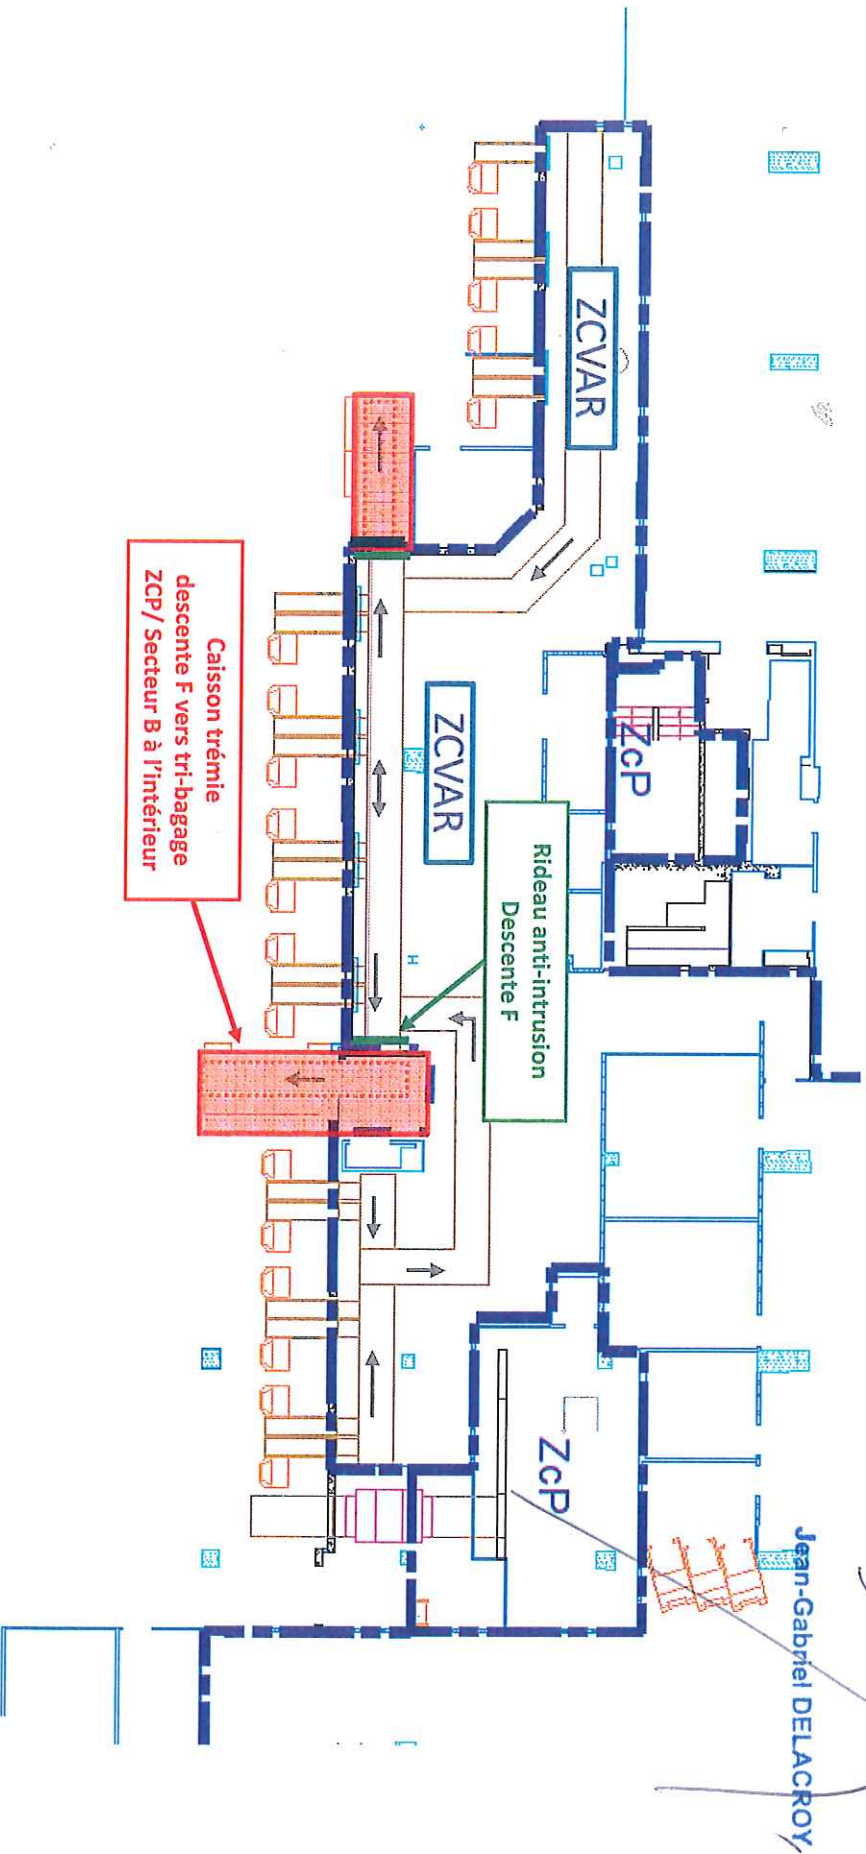 ZCVAR
ZCVAR
ZcP
ZcP
Rideau anti-intrusion
Descente F
Caisson trémie
descente F vers tri-bagage
ZCP/ Secteur B à l'intérieur
Jean-Gabriel DELACROY
H